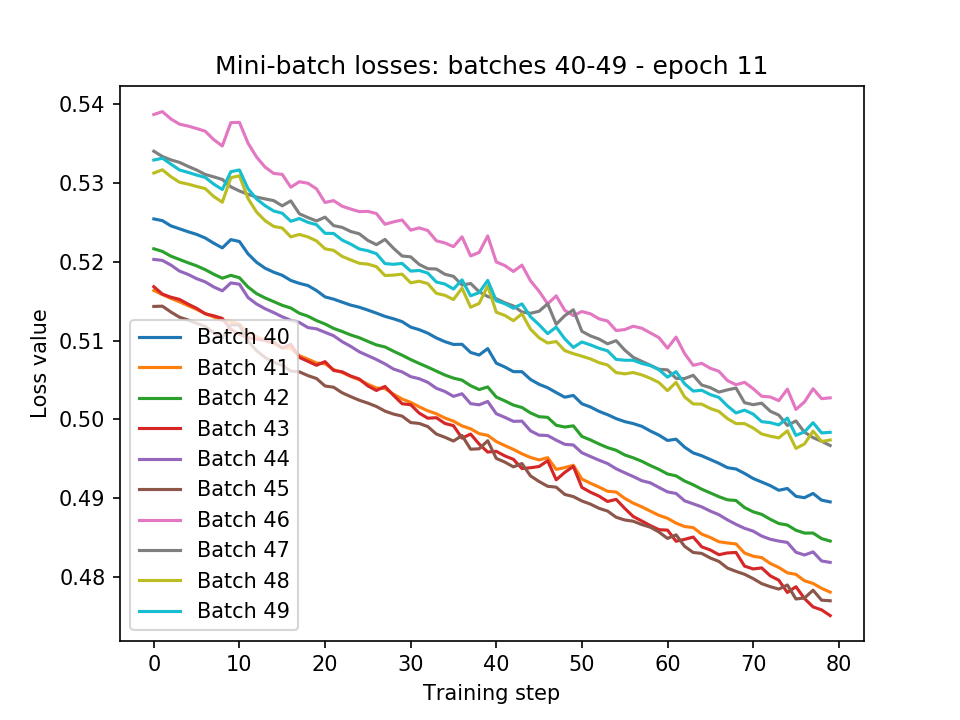 Mini-batch losses: batches 40-49 - epoch 11
0.54
0.53
0.52
0.51
0.50
0.49
0.48
Loss value
Batch 40
Batch 41
Batch 42
Batch 43
Batch 44
Batch 45
Batch 46
Batch 47
Batch 48
Batch 49
0 10 20 30 40 50 60 70 80
Training step